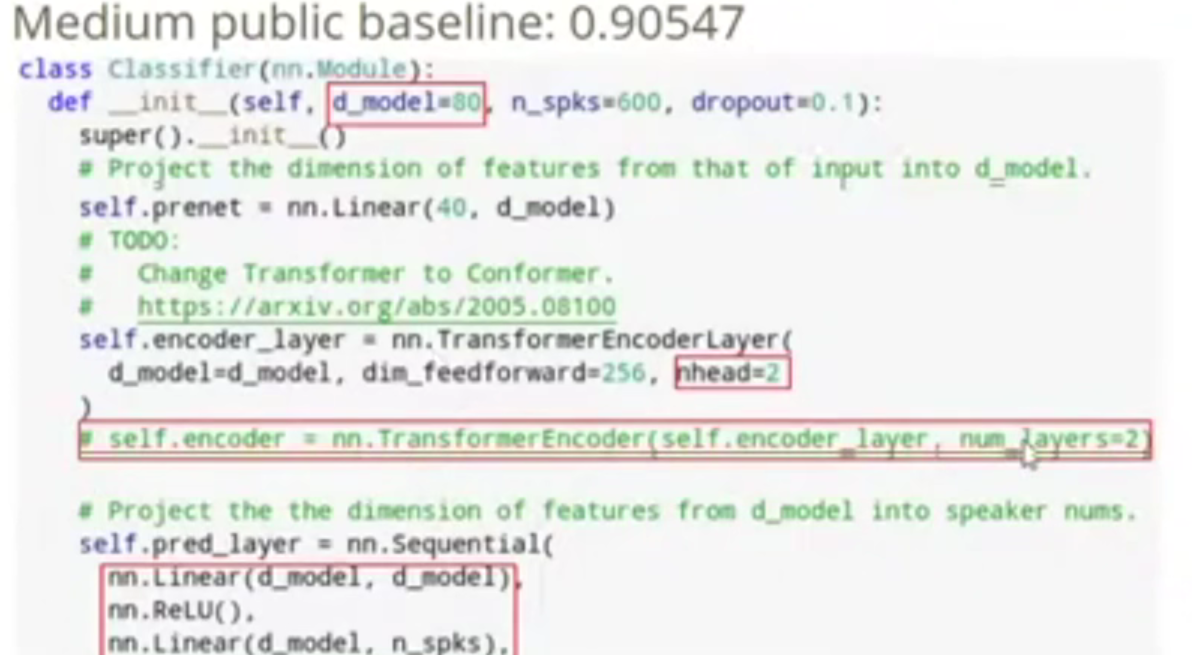 Medium public baseline: 0.90547
class Classifier(nn.Module):
def __init__(self, d_model=80, n_spks=600, dropout=0.1):
super().__init__()
# Project the dimension of features from that of input into d_model.
self.prenet = nn.Linear(40, d_model)
# TODO:
# Change Transformer to Conformer.
# https://arxiv.org/abs/2005.08100
self.encoder_layer = nn.TransformerEncoderLayer(
d_model=d_model, dim_feedforward=256, nhead=2
)
# self.encoder = nn.TransformerEncoder(self.encoder_layer, num_layers=2)
# Project the the dimension of features from d_model into speaker nums.
self.pred_layer = nn.Sequential(
nn.Linear(d_model, d_model),
nn.ReLU(),
nn.Linear(d_model, n_spks),